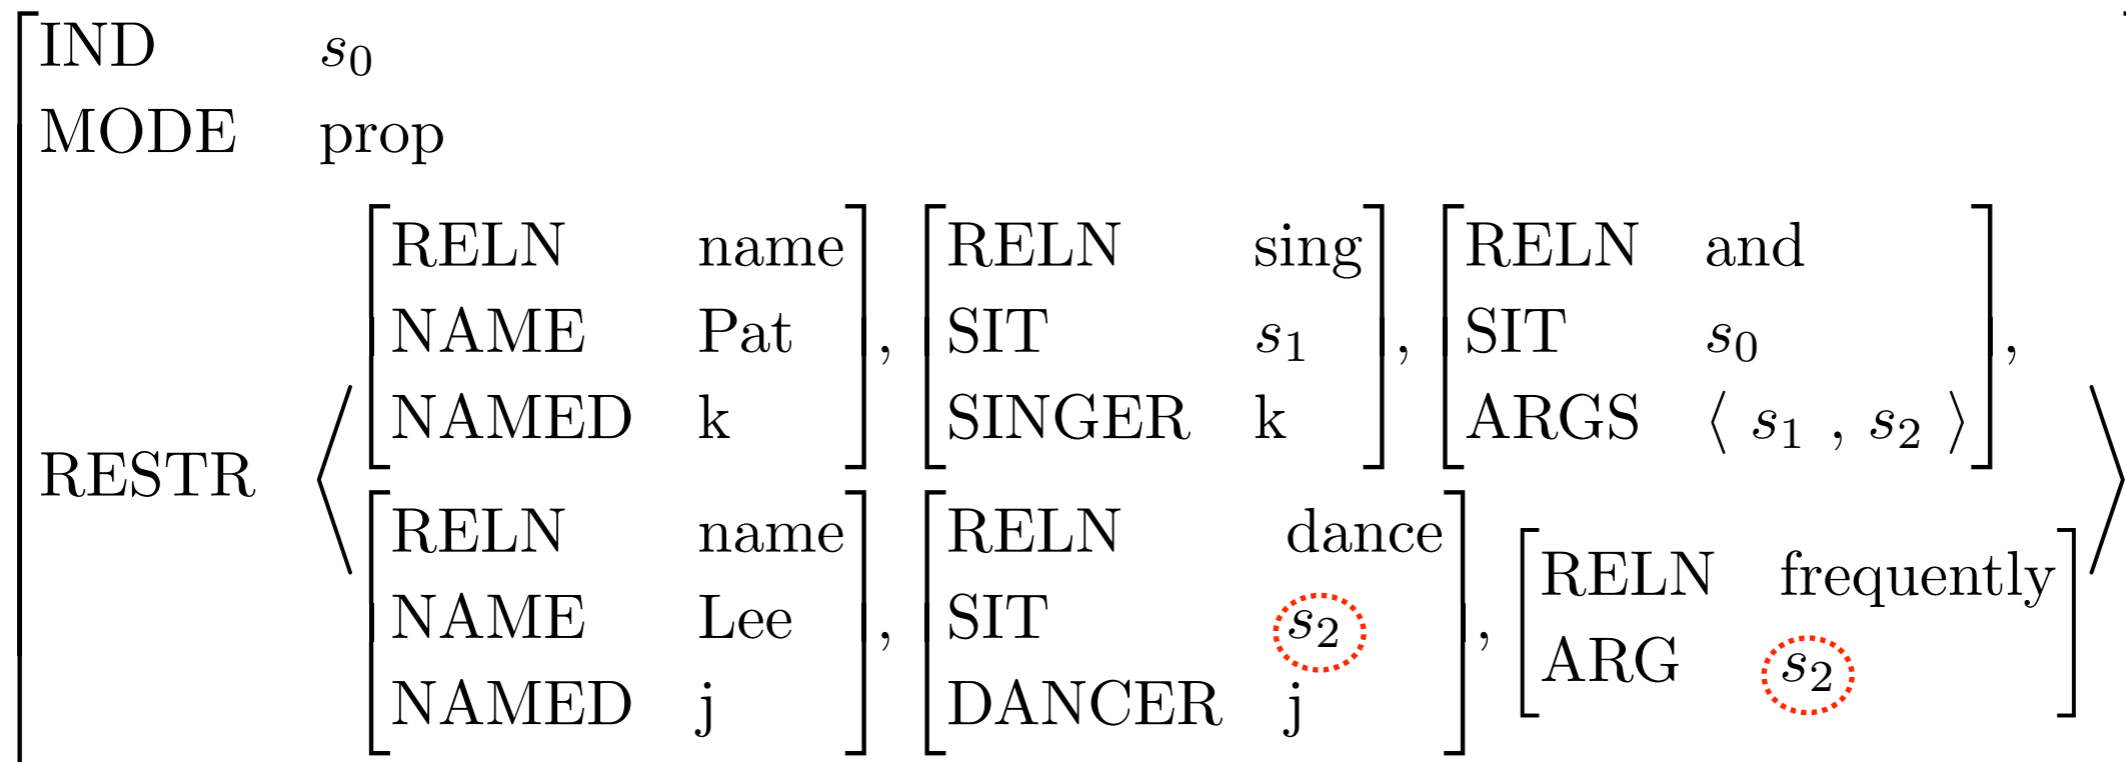 IND s₀
MODE prop
RELN name RELN sing RELN and
NAME Pat , SIT s₁ , SIT s₀ ,
NAMED k SINGER k ARGS ⟨ s₁ , s₂ ⟩
RESTR
RELN name RELN dance RELN frequently
NAME Lee , SIT s₂ , ARG s₂
NAMED j DANCER j